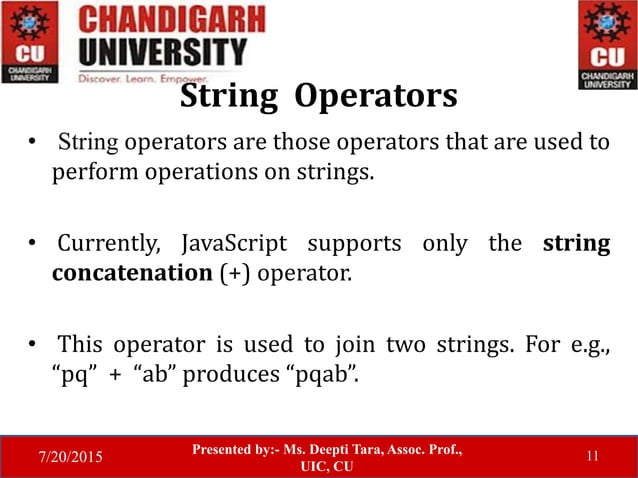 CU
CHANDIGARH
UNIVERSITY
CHANDIGARH
UNIVERSITY
Discover. Learn. Empower.
CU
CHANDIGARH
UNIVERSITY
String Operators
• String operators are those operators that are used to
perform operations on strings.
• Currently, JavaScript supports only the string
concatenation (+) operator.
• This operator is used to join two strings. For e.g.,
“pq” + “ab” produces “pqab”.
7/20/2015
Presented by:- Ms. Deepti Tara, Assoc. Prof.,
UIC, CU
11